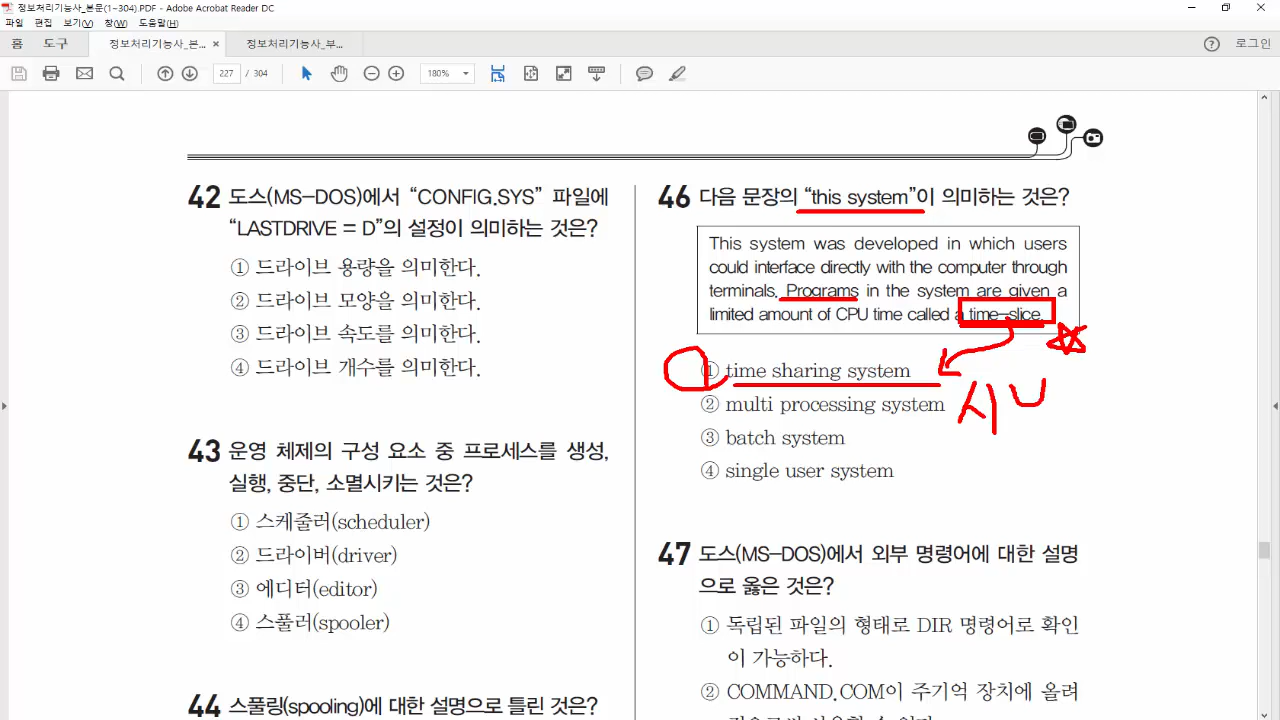 정보처리기능사_본문(1~304).PDF - Adobe Acrobat Reader DC
파일 편집 보기(V) 창(W) 도움말(H)
홈 도구 정보처리기능사_본... × 정보처리기능사_부... 로그인
227 / 304 180%
42 도스(MS-DOS)에서 “CONFIG.SYS” 파일에
“LASTDRIVE = D”의 설정이 의미하는 것은?
① 드라이브 용량을 의미한다.
② 드라이브 모양을 의미한다.
③ 드라이브 속도를 의미한다.
④ 드라이브 개수를 의미한다.
43 운영 체제의 구성 요소 중 프로세스를 생성,
실행, 중단, 소멸시키는 것은?
① 스케줄러(scheduler)
② 드라이버(driver)
③ 에디터(editor)
④ 스풀러(spooler)
44 스풀링(spooling)에 대한 설명으로 틀린 것은?
46 다음 문장의 “this system”이 의미하는 것은?
This system was developed in which users
could interface directly with the computer through
terminals. Programs in the system are given a
limited amount of CPU time called a time-slice.
① time sharing system
② multi processing system
③ batch system
④ single user system
47 도스(MS-DOS)에서 외부 명령어에 대한 설명
으로 옳은 것은?
① 독립된 파일의 형태로 DIR 명령어로 확인
이 가능하다.
② COMMAND.COM이 주기억 장치에 올려